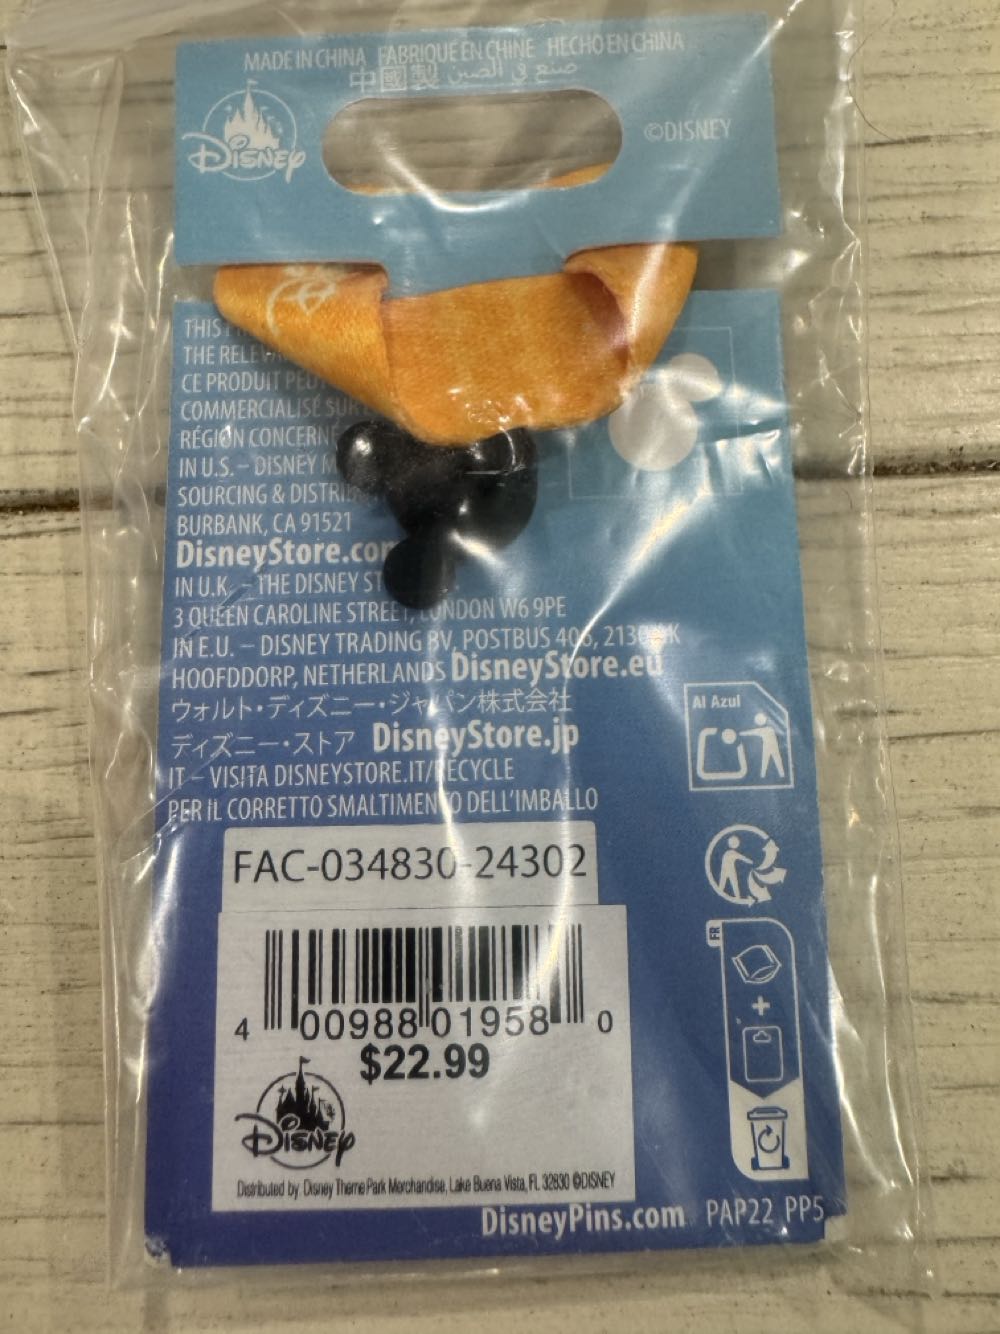 MADE IN CHINA FABRIQUÉ EN CHINE HECHO EN CHINA
中國製 صنع في الصين
Disney
©DISNEY
THIS
THE
CE PRODUIT
COMMERCIALISÉ SUR
RÉGION
IN U.S. – DISNEY
SOURCING &
BURBANK, CA 91521
DisneyStore.com
IN U.K. – THE DISNEY
3 QUEEN CAROLINE STREET, LONDON W6 9PE
IN E.U. – DISNEY TRADING BV, POSTBUS 406,
HOOFDDORP, NETHERLANDS DisneyStore.eu
ウォルト・ディズニー・ジャパン株式会社
ディズニー・ストア DisneyStore.jp
IT – VISITA DISNEYSTORE.IT/RECYCLE
PER IL CORRETTO SMALTIMENTO DELL'IMBALLO
Al Azul
FAC-034830-24302
FR
4 00988 01958 0
$22.99
Disney
Distributed by: Disney Theme Park Merchandise, Lake Buena Vista, FL 32830 ©DISNEY
DisneyPins.com PAP22 PP5